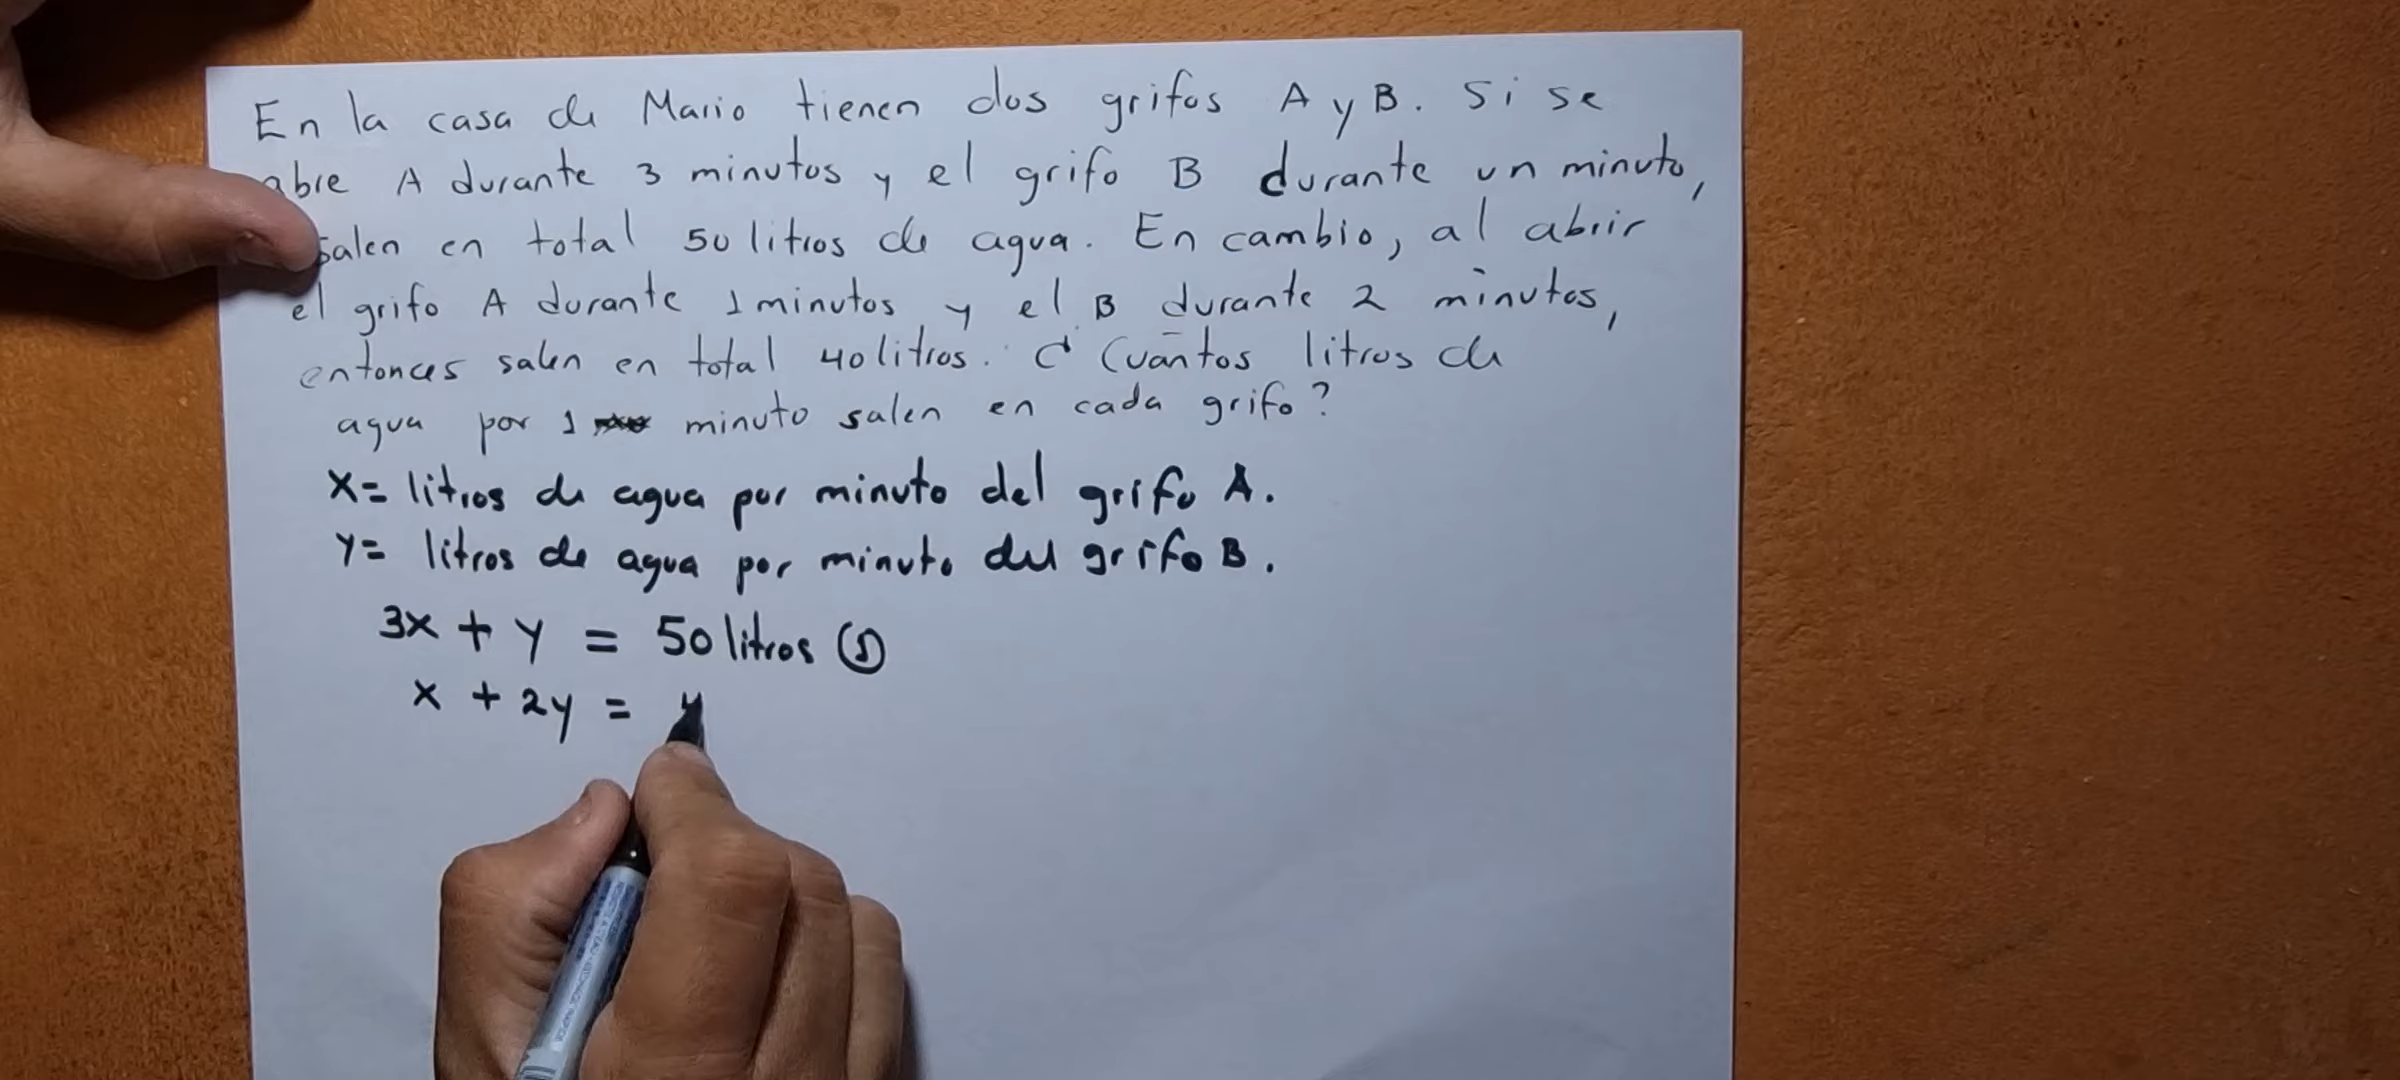 En la casa de Mario tienen dos grifos A y B. Si se
abre A durante 3 minutos y el grifo B durante un minuto,
salen en total 50 litros de agua. En cambio, al abrir
el grifo A durante 1 minutos y el B durante 2 minutos,
entonces salen en total 40 litros. ¿ Cuántos litros de
agua por 1 minuto salen en cada grifo?
X= litros de agua por minuto del grifo A.
Y= litros de agua por minuto del grifo B.
3x + y = 50 litros (1)
x + 2y = 4